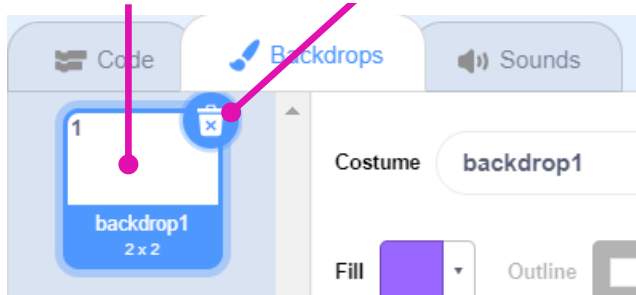 Code Backdrops Sounds
1
backdrop1
2 x 2
Costume backdrop1
Fill Outline